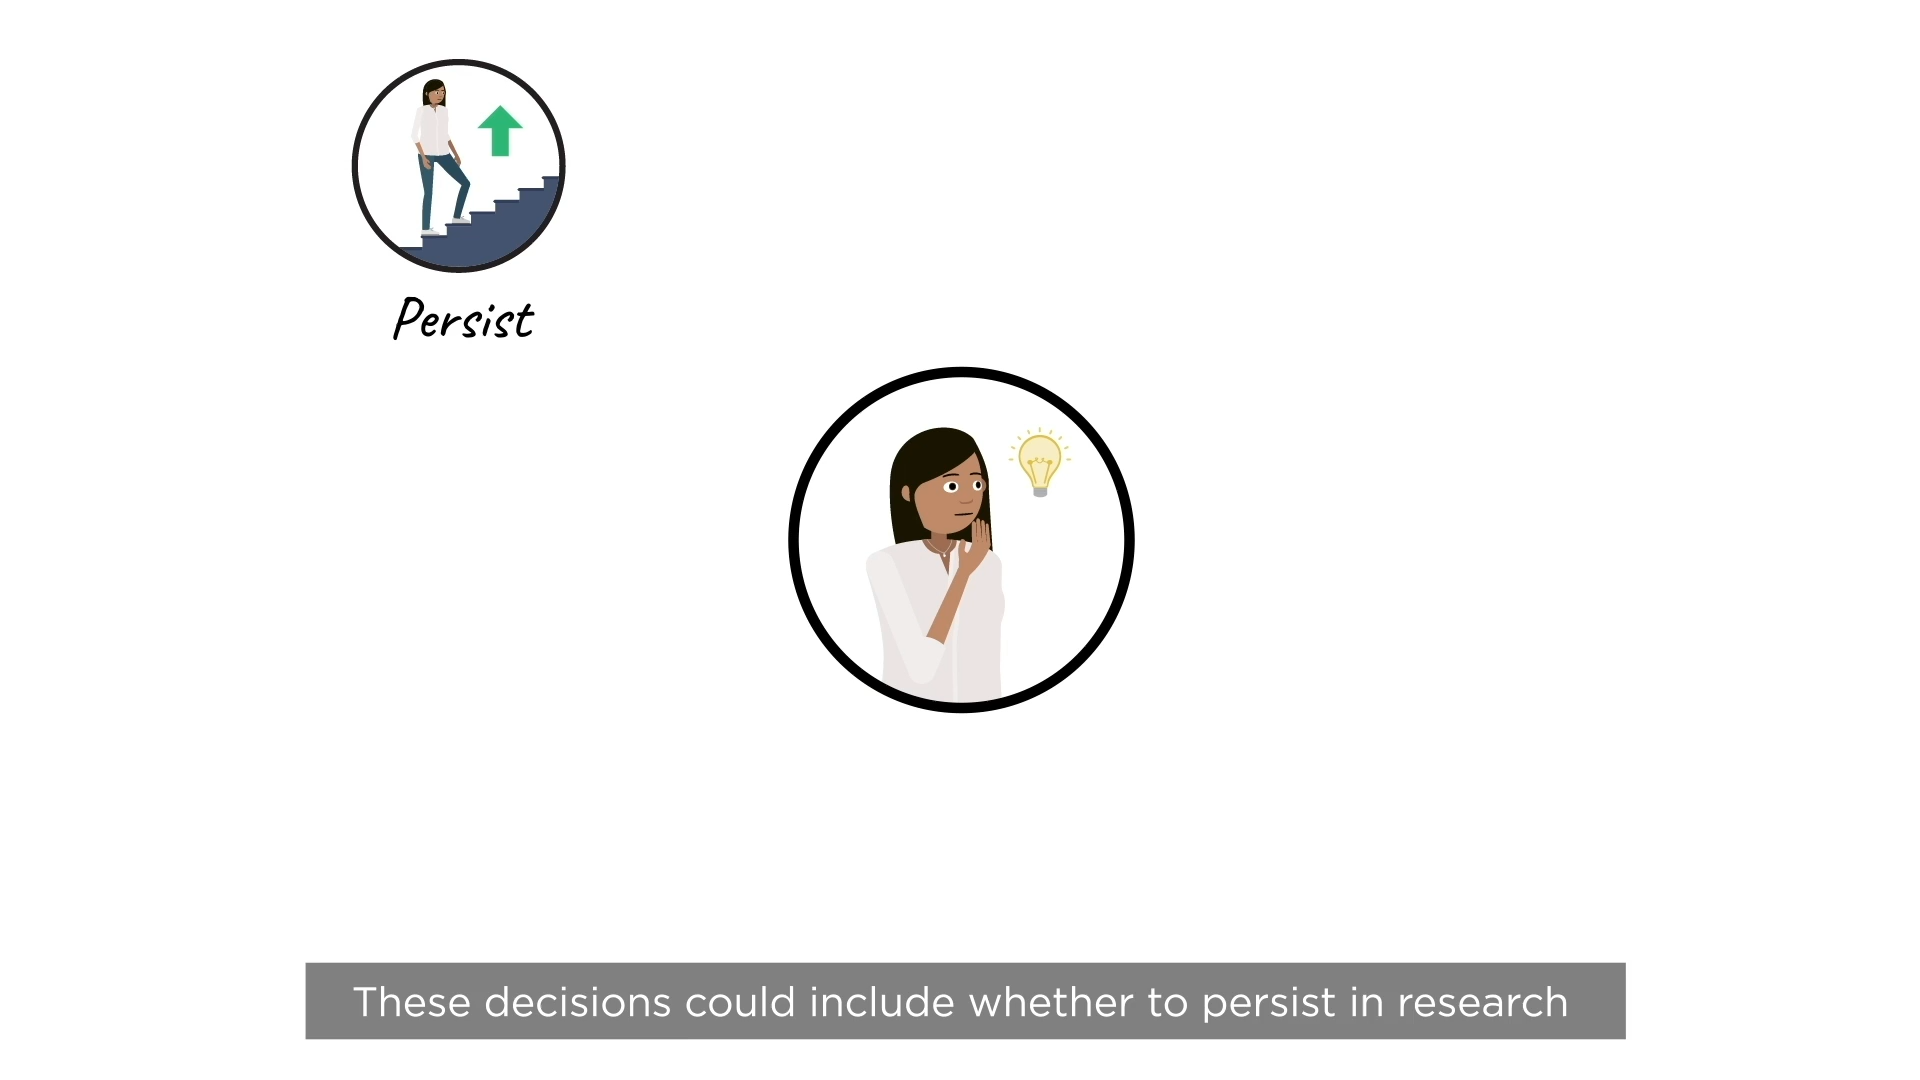 Persist
These decisions could include whether to persist in research